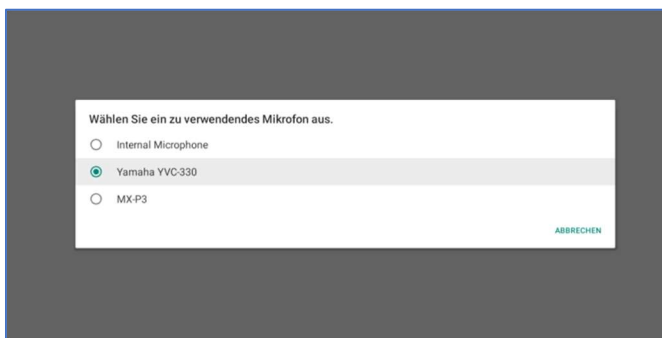 Wählen Sie ein zu verwendendes Mikrofon aus.
Internal Microphone
Yamaha YVC-330
MX-P3
ABBRECHEN